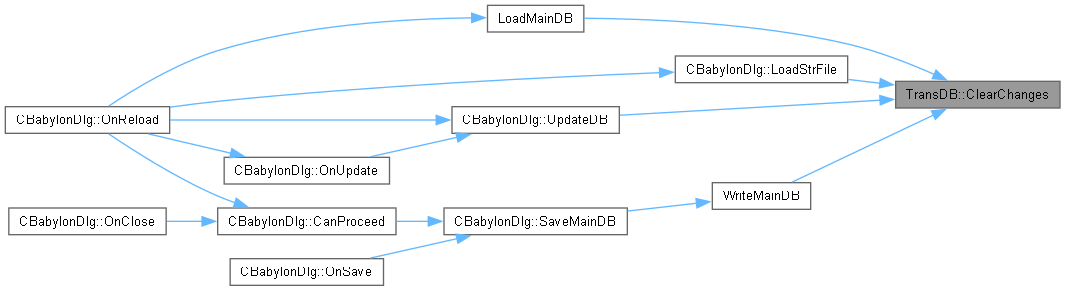 LoadMainDB
CBabylonDlg::LoadStrFile
TransDB::ClearChanges
CBabylonDlg::OnReload
CBabylonDlg::UpdateDB
CBabylonDlg::OnUpdate
WriteMainDB
CBabylonDlg::OnClose
CBabylonDlg::CanProceed
CBabylonDlg::SaveMainDB
CBabylonDlg::OnSave